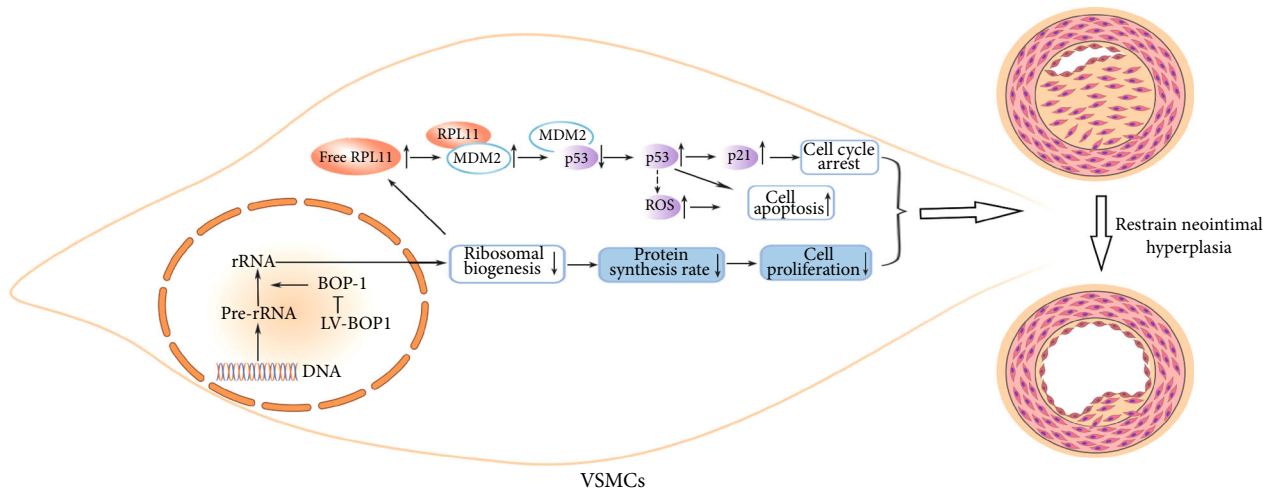 RPL11
MDM2
Free RPL11
MDM2
p53
p53
p21
Cell cycle
arrest
ROS
Cell
apoptosis
rRNA
Ribosomal
biogenesis
Protein
synthesis rate
Cell
proliferation
BOP-1
Pre-rRNA
LV-BOP1
DNA
Restrain neointimal
hyperplasia
VSMCs